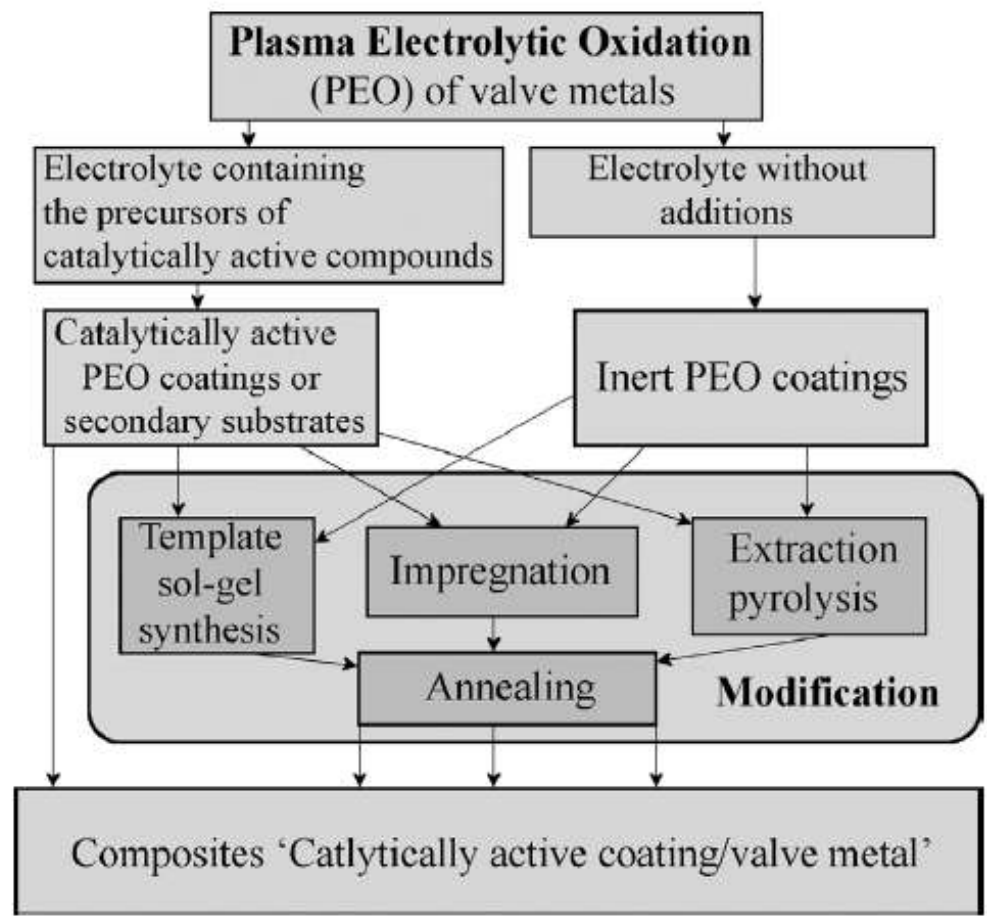 Plasma Electrolytic Oxidation
(PEO) of valve metals
Electrolyte containing
the precursors of
catalytically active compounds
Electrolyte without
additions
Catalytically active
PEO coatings or
secondary substrates
Inert PEO coatings
Template
sol-gel
synthesis
Impregnation
Extraction
pyrolysis
Annealing
Modification
Composites ‘Catlytically active coating/valve metal’